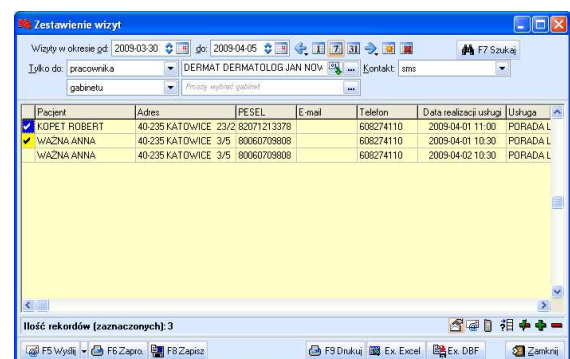 Zestawienie wizyt
Wizyty w okresie od: 2009-03-30 do: 2009-04-05 1 7 31 F7 Szukaj
Tylko do: pracownika DERMAT DERMATOLOG JAN NOW ... Kontakt: sms
gabinetu Proszę wybrać gabinet ...
Pacjent Adres PESEL E-mail Telefon Data realizacji usługi Usługa
KOPET ROBERT 40-235 KATOWICE 23/2 82071213378 608274110 2009-04-01 11:00 PORADA L
WAŻNA ANNA 40-235 KATOWICE 3/5 80060709808 608274110 2009-04-01 10:30 PORADA L
WAŻNA ANNA 40-235 KATOWICE 3/5 80060709808 608274110 2009-04-02 10:30 PORADA L
Ilość rekordów (zaznaczonych): 3
F5 Wyślij F6 Zapro. F8 Zapisz F9 Drukuj Ex. Excel Ex. DBF Zamknij